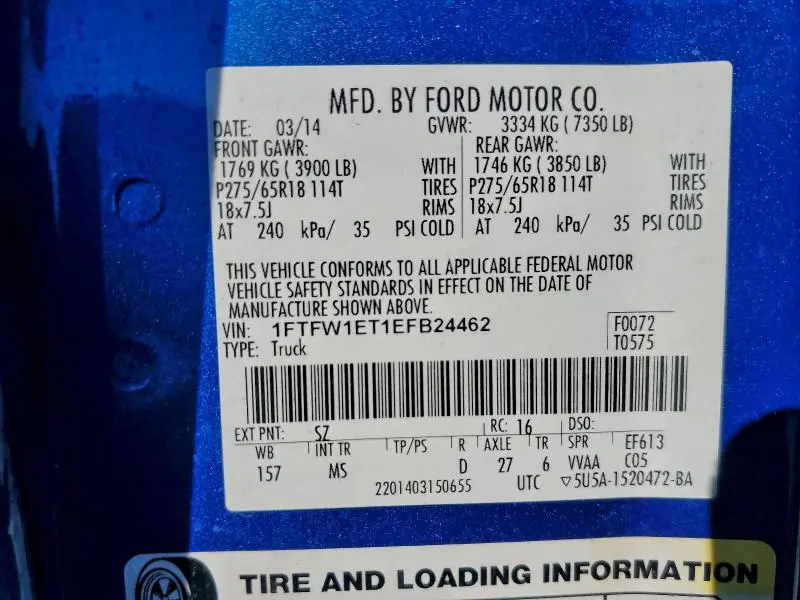 MFD. BY FORD MOTOR CO.
DATE: 03/14 GVWR: 3334 KG ( 7350 LB)
FRONT GAWR: REAR GAWR:
1769 KG ( 3900 LB) WITH 1746 KG ( 3850 LB) WITH
P275/65R18 114T TIRES P275/65R18 114T TIRES
18x7.5J RIMS 18x7.5J RIMS
AT 240 kPa/ 35 PSI COLD AT 240 kPa/ 35 PSI COLD
THIS VEHICLE CONFORMS TO ALL APPLICABLE FEDERAL MOTOR
VEHICLE SAFETY STANDARDS IN EFFECT ON THE DATE OF
MANUFACTURE SHOWN ABOVE.
VIN: 1FTFW1ET1EFB24462 F0072
TYPE: Truck T0575
EXT PNT: SZ RC: 16 DSO:
WB INT TR TP/PS R AXLE TR SPR EF613
157 MS D 27 6 VVAA C05
2201403150655 UTC ▽5U5A-1520472-BA
TIRE AND LOADING INFORMATION